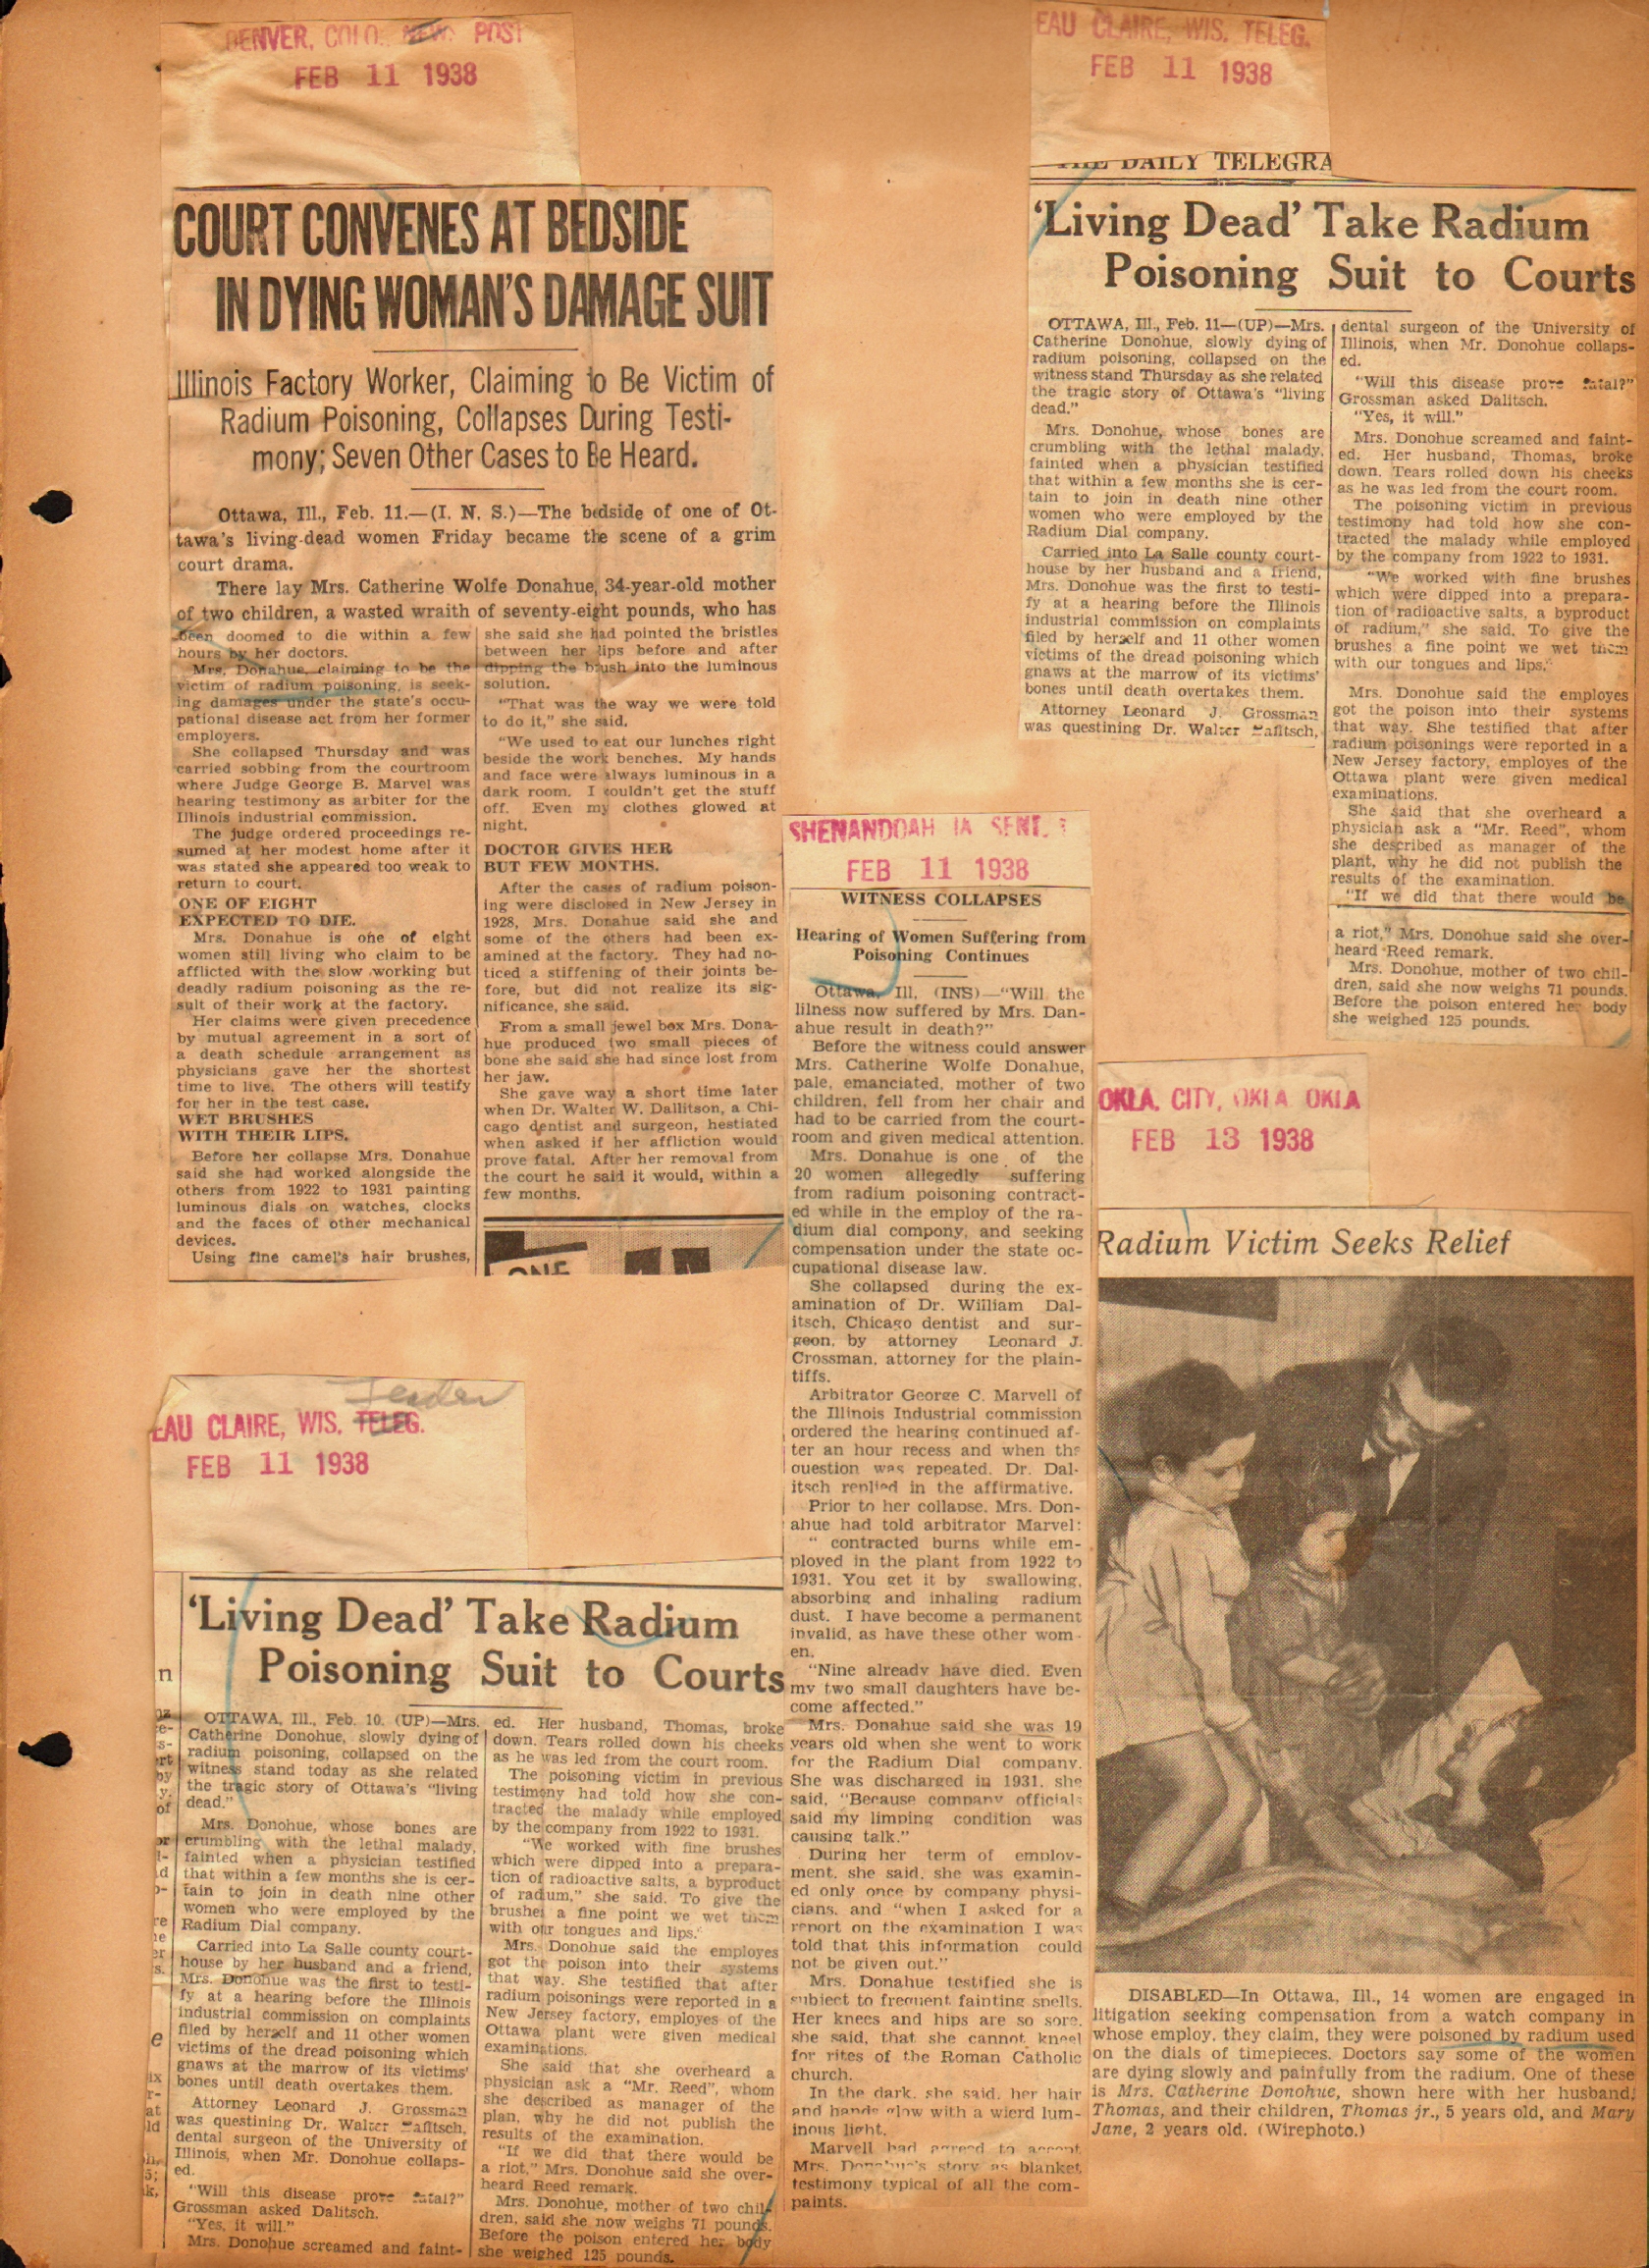 DENVER, COLO. NEWS POST
FEB 11 1938
COURT CONVENES AT BEDSIDE
IN DYING WOMAN'S DAMAGE SUIT
Illinois Factory Worker, Claiming to Be Victim of
Radium Poisoning, Collapses During Testi-
mony; Seven Other Cases to Be Heard.
Ottawa, Ill., Feb. 11.—(I. N. S.)—The bedside of one of Ot-
tawa's living-dead women Friday became the scene of a grim
court drama.
There lay Mrs. Catherine Wolfe Donahue, 34-year-old mother
of two children, a wasted wraith of seventy-eight pounds, who has
been doomed to die within a few
hours by her doctors.
Mrs. Donahue, claiming to be the
victim of radium poisoning, is seek-
ing damages under the state's occu-
pational disease act from her former
employers.
She collapsed Thursday and was
carried sobbing from the courtroom
where Judge George B. Marvel was
hearing testimony as arbiter for the
Illinois industrial commission.
The judge ordered proceedings re-
sumed at her modest home after it
was stated she appeared too weak to
return to court.
ONE OF EIGHT
EXPECTED TO DIE.
Mrs. Donahue is one of eight
women still living who claim to be
afflicted with the slow working but
deadly radium poisoning as the re-
sult of their work at the factory.
Her claims were given precedence
by mutual agreement in a sort of
a death schedule arrangement as
physicians gave her the shortest
time to live. The others will testify
for her in the test case.
WET BRUSHES
WITH THEIR LIPS.
Before her collapse Mrs. Donahue
said she had worked alongside the
others from 1922 to 1931 painting
luminous dials on watches, clocks
and the faces of other mechanical
devices.
Using fine camel's hair brushes,
she said she had pointed the bristles
between her lips before and after
dipping the brush into the luminous
solution.
"That was the way we were told
to do it," she said.
"We used to eat our lunches right
beside the work benches. My hands
and face were always luminous in a
dark room. I couldn't get the stuff
off. Even my clothes glowed at
night.
DOCTOR GIVES HER
BUT FEW MONTHS.
After the cases of radium poison-
ing were disclosed in New Jersey in
1928, Mrs. Donahue said she and
some of the others had been ex-
amined at the factory. They had no-
ticed a stiffening of their joints be-
fore, but did not realize its sig-
nificance, she said.
From a small jewel box Mrs. Dona-
hue produced two small pieces of
bone she said she had since lost from
her jaw.
She gave way a short time later
when Dr. Walter W. Dallitson, a Chi-
cago dentist and surgeon, hestiated
when asked if her affliction would
prove fatal. After her removal from
the court he said it would, within a
few months.
EAU CLAIRE, WIS. TELEG.
FEB 11 1938
THE DAILY TELEGRA
'Living Dead' Take Radium
Poisoning Suit to Courts
OTTAWA, Ill., Feb. 11—(UP)—Mrs.
Catherine Donohue, slowly dying of
radium poisoning, collapsed on the
witness stand Thursday as she related
the tragic story of Ottawa's "living
dead."
Mrs. Donohue, whose bones are
crumbling with the lethal malady,
fainted when a physician testified
that within a few months she is cer-
tain to join in death nine other
women who were employed by the
Radium Dial company.
Carried into La Salle county court-
house by her husband and a friend,
Mrs. Donohue was the first to testi-
fy at a hearing before the Illinois
industrial commission on complaints
filed by herself and 11 other women
victims of the dread poisoning which
gnaws at the marrow of its victims'
bones until death overtakes them.
Attorney Leonard J. Grossman
was questining Dr. Walter
dental surgeon of the University of
Illinois, when Mr. Donohue collaps-
ed.
"Will this disease prove fatal?"
Grossman asked Dalitsch.
"Yes, it will."
Mrs. Donohue screamed and faint-
ed. Her husband, Thomas, broke
down. Tears rolled down his cheeks
as he was led from the court room.
The poisoning victim in previous
testimony had told how she con-
tracted the malady while employed
by the company from 1922 to 1931.
"We worked with fine brushes
which were dipped into a prepara-
tion of radioactive salts, a byproduct
of radium," she said. To give the
brushes a fine point we wet them
with our tongues and lips."
Mrs. Donohue said the employes
got the poison into their systems
that way. She testified that after
radium poisonings were reported in a
New Jersey factory, employes of the
Ottawa plant were given medical
examinations.
She said that she overheard a
physician ask a "Mr. Reed", whom
she described as manager of the
plant, why he did not publish the
results of the examination.
"If we did that there would be
a riot," Mrs. Donohue said she over-
heard Reed remark.
Mrs. Donohue, mother of two chil-
dren, said she now weighs 71 pounds.
Before the poison entered her body
she weighed 125 pounds.
SHENANDOAH IA SENT.
FEB 11 1938
WITNESS COLLAPSES
Hearing of Women Suffering from
Poisoning Continues
Ottawa, Ill. (INS)—"Will the
lilness now suffered by Mrs. Dan-
ahue result in death?"
Before the witness could answer
Mrs. Catherine Wolfe Donahue,
pale, emanciated, mother of two
children, fell from her chair and
had to be carried from the court-
room and given medical attention.
Mrs. Donahue is one of the
20 women allegedly suffering
from radium poisoning contract-
ed while in the employ of the ra-
dium dial compony, and seeking
compensation under the state oc-
cupational disease law.
She collapsed during the ex-
amination of Dr. William Dal-
itsch, Chicago dentist and sur-
geon, by attorney Leonard J.
Crossman, attorney for the plain-
tiffs.
Arbitrator George C. Marvell of
the Illinois Industrial commission
ordered the hearing continued af-
ter an hour recess and when the
question was repeated. Dr. Dal-
itsch replied in the affirmative.
Prior to her collapse, Mrs. Don-
ahue had told arbitrator Marvel:
" contracted burns while em-
ployed in the plant from 1922 to
1931. You get it by swallowing,
absorbing and inhaling radium
dust. I have become a permanent
invalid, as have these other wom-
en.
"Nine already have died. Even
my two small daughters have be-
come affected."
Mrs. Donahue said she was 19
years old when she went to work
for the Radium Dial company.
She was discharged in 1931, she
said, "Because company officials
said my limping condition was
causing talk."
During her term of employ-
ment, she said, she was examin-
ed only once by company physi-
cians, and "when I asked for a
report on the examination I was
told that this information could
not be given out."
Mrs. Donahue testified she is
subject to frequent fainting spells.
Her knees and hips are so sore,
she said, that she cannot kneel
for rites of the Roman Catholic
church.
In the dark, she said, her hair
and hands glow with a wierd lum-
inous light.
Marvell had agreed to accept
Mrs. Donahue's story as blanket
testimony typical of all the com-
paints.
OKLA. CITY, OKLA OKLA
FEB 13 1938
Radium Victim Seeks Relief
DISABLED—In Ottawa, Ill., 14 women are engaged in
litigation seeking compensation from a watch company in
whose employ, they claim, they were poisoned by radium used
on the dials of timepieces. Doctors say some of the women
are dying slowly and painfully from the radium. One of these
is Mrs. Catherine Donohue, shown here with her husband,
Thomas, and their children, Thomas jr., 5 years old, and Mary
Jane, 2 years old. (Wirephoto.)
Leader
EAU CLAIRE, WIS. TELEG.
FEB 11 1938
'Living Dead' Take Radium
Poisoning Suit to Courts
OTTAWA, Ill., Feb. 10. (UP)—Mrs.
Catherine Donohue, slowly dying of
radium poisoning, collapsed on the
witness stand today as she related
the tragic story of Ottawa's "living
dead."
Mrs. Donohue, whose bones are
crumbling with the lethal malady,
fainted when a physician testified
that within a few months she is cer-
tain to join in death nine other
women who were employed by the
Radium Dial company.
Carried into La Salle county court-
house by her husband and a friend,
Mrs. Donohue was the first to testi-
fy at a hearing before the Illinois
industrial commission on complaints
filed by herself and 11 other women
victims of the dread poisoning which
gnaws at the marrow of its victims'
bones until death overtakes them.
Attorney Leonard J. Grossman
was questining Dr. Walter
dental surgeon of the University of
Illinois, when Mr. Donohue collaps-
ed.
"Will this disease prove fatal?"
Grossman asked Dalitsch.
"Yes, it will."
Mrs. Donohue screamed and faint-
ed. Her husband, Thomas, broke
down. Tears rolled down his cheeks
as he was led from the court room.
The poisoning victim in previous
testimony had told how she con-
tracted the malady while employed
by the company from 1922 to 1931.
"We worked with fine brushes
which were dipped into a prepara-
tion of radioactive salts, a byproduct
of radium," she said. To give the
brushes a fine point we wet them
with our tongues and lips."
Mrs. Donohue said the employes
got the poison into their systems
that way. She testified that after
radium poisonings were reported in a
New Jersey factory, employes of the
Ottawa plant were given medical
examinations.
She said that she overheard a
physician ask a "Mr. Reed", whom
she described as manager of the
plan, why he did not publish the
results of the examination.
"If we did that there would be
a riot," Mrs. Donohue said she over-
heard Reed remark.
Mrs. Donohue, mother of two chil-
dren, said she now weighs 71 pounds.
Before the poison entered her body
she weighed 125 pounds.